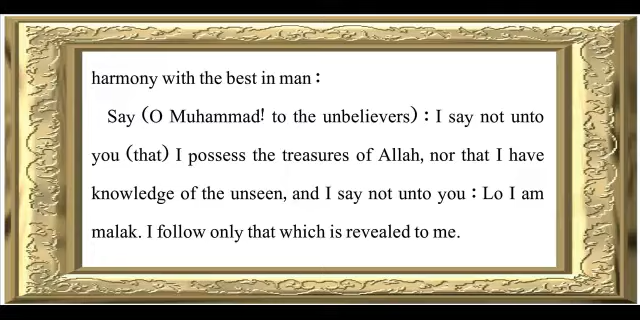 harmony with the best in man :
Say (O Muhammad! to the unbelievers) : I say not unto
you (that) I possess the treasures of Allah, nor that I have
knowledge of the unseen, and I say not unto you : Lo I am
malak. I follow only that which is revealed to me.